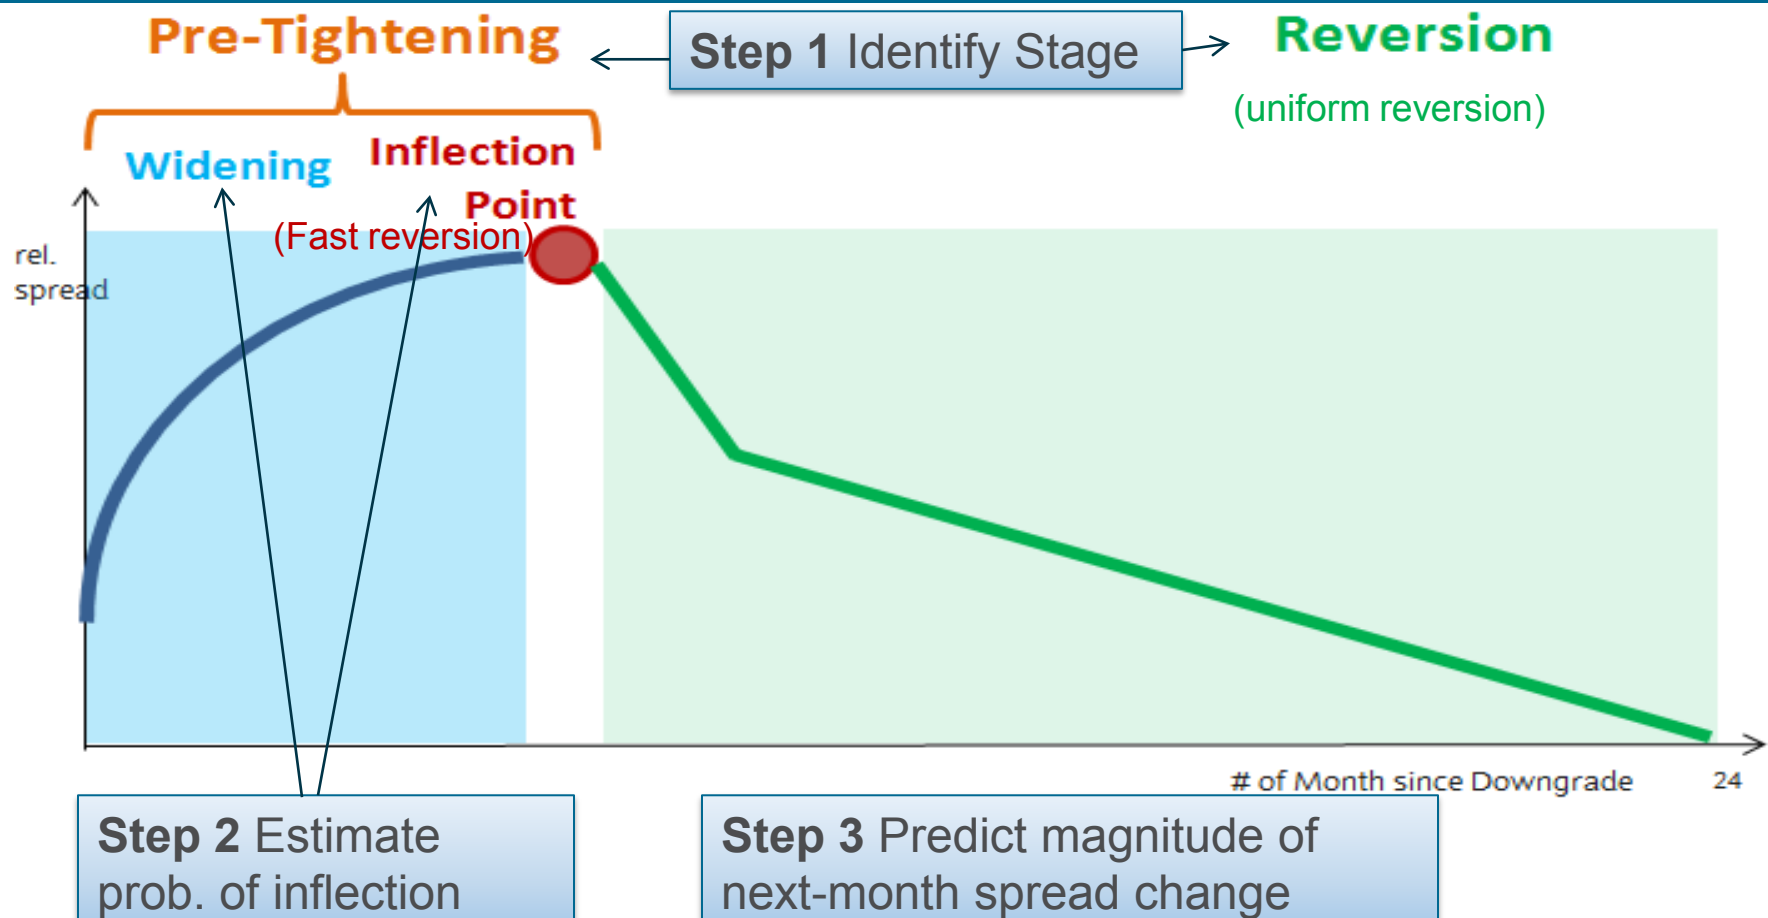 Pre-Tightening
Step 1 Identify Stage
Reversion
(uniform reversion)
Widening
Inflection
Point
(Fast reversion)
rel.
spread
# of Month since Downgrade
24
Step 2 Estimate
prob. of inflection
Step 3 Predict magnitude of
next-month spread change